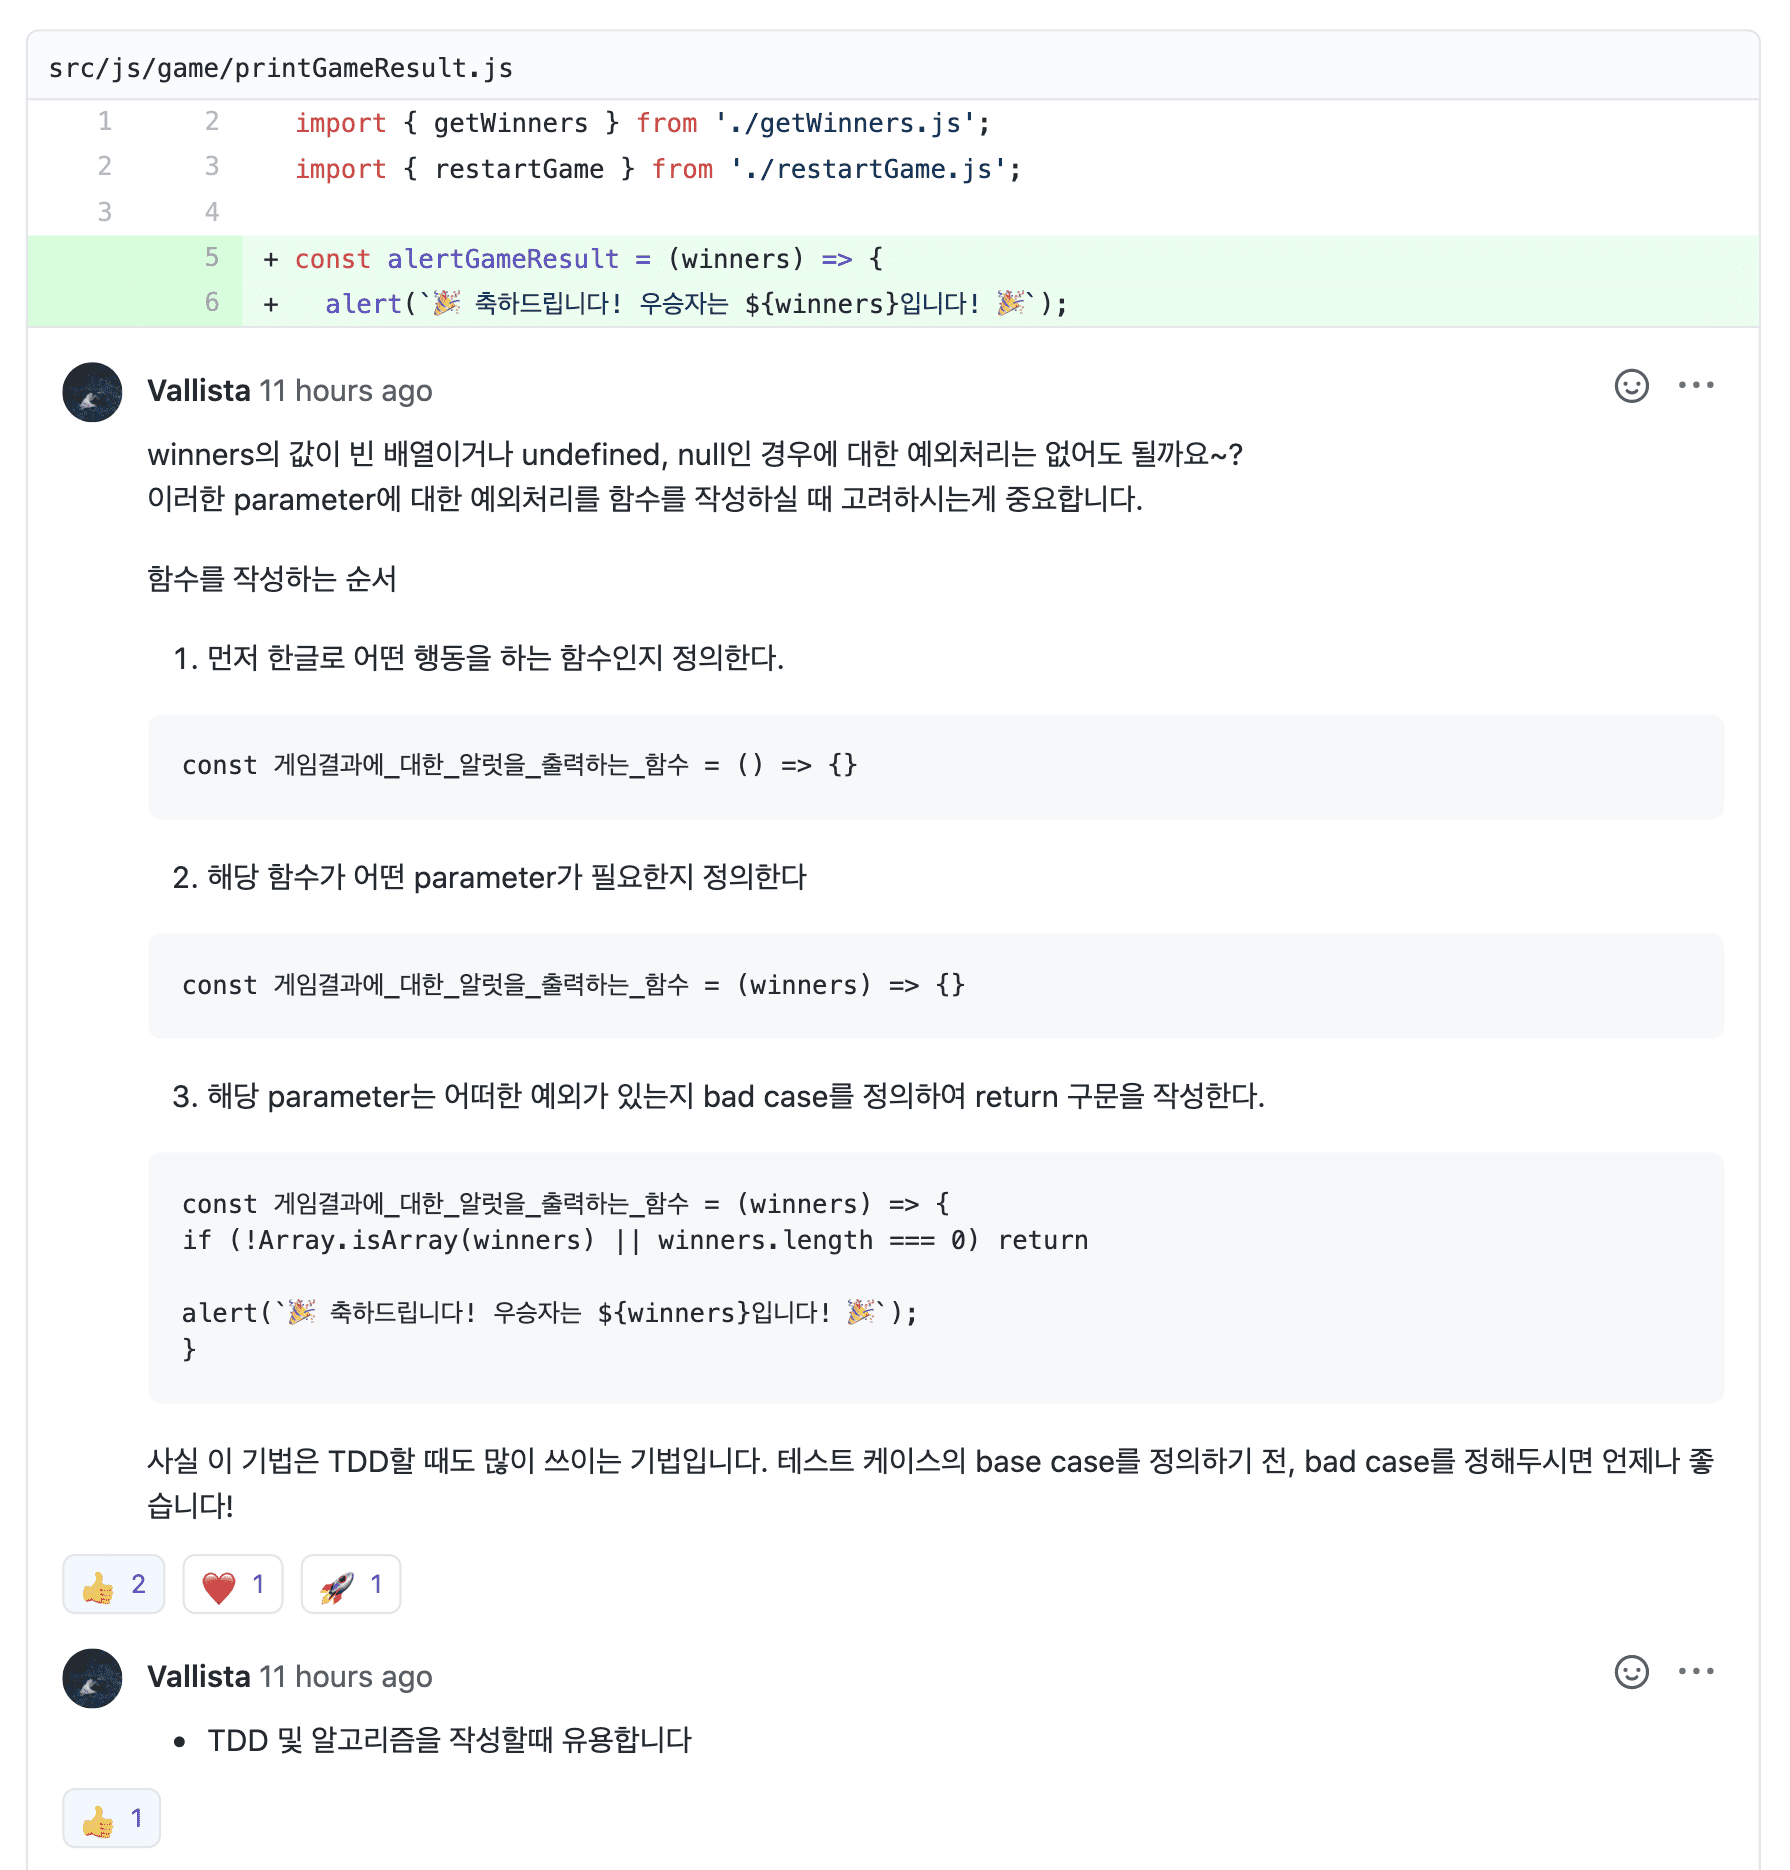 src/js/game/printGameResult.js
1 2 import { getWinners } from './getWinners.js';
2 3 import { restartGame } from './restartGame.js';
3 4
5 + const alertGameResult = (winners) => {
6 + alert(`🎉 축하드립니다! 우승자는 ${winners}입니다! 🎉`);
Vallista 11 hours ago
winners의 값이 빈 배열이거나 undefined, null인 경우에 대한 예외처리는 없어도 될까요~?
이러한 parameter에 대한 예외처리를 함수를 작성하실 때 고려하시는게 중요합니다.
함수를 작성하는 순서
1. 먼저 한글로 어떤 행동을 하는 함수인지 정의한다.
const 게임결과에_대한_알럿을_출력하는_함수 = () => {}
2. 해당 함수가 어떤 parameter가 필요한지 정의한다
const 게임결과에_대한_알럿을_출력하는_함수 = (winners) => {}
3. 해당 parameter는 어떠한 예외가 있는지 bad case를 정의하여 return 구문을 작성한다.
const 게임결과에_대한_알럿을_출력하는_함수 = (winners) => {
if (!Array.isArray(winners) || winners.length === 0) return
alert(`🎉 축하드립니다! 우승자는 ${winners}입니다! 🎉`);
}
사실 이 기법은 TDD할 때도 많이 쓰이는 기법입니다. 테스트 케이스의 base case를 정의하기 전, bad case를 정해두시면 언제나 좋
습니다!
👍 2 ❤️ 1 🚀 1
Vallista 11 hours ago
• TDD 및 알고리즘을 작성할때 유용합니다
👍 1